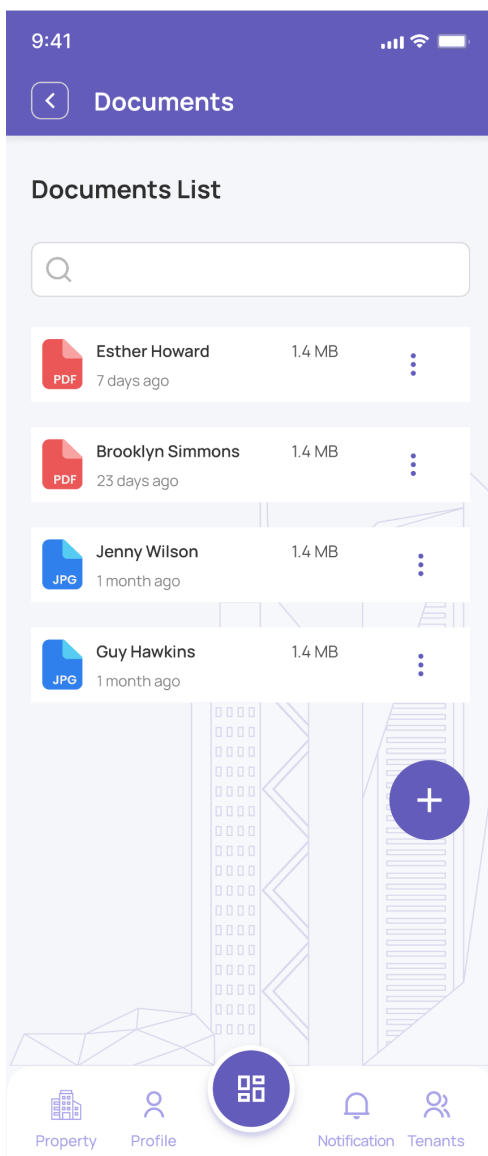 9:41
Documents
Documents List
Esther Howard 1.4 MB
PDF 7 days ago
Brooklyn Simmons 1.4 MB
PDF 23 days ago
Jenny Wilson 1.4 MB
JPG 1 month ago
Guy Hawkins 1.4 MB
JPG 1 month ago
Property Profile Notification Tenants